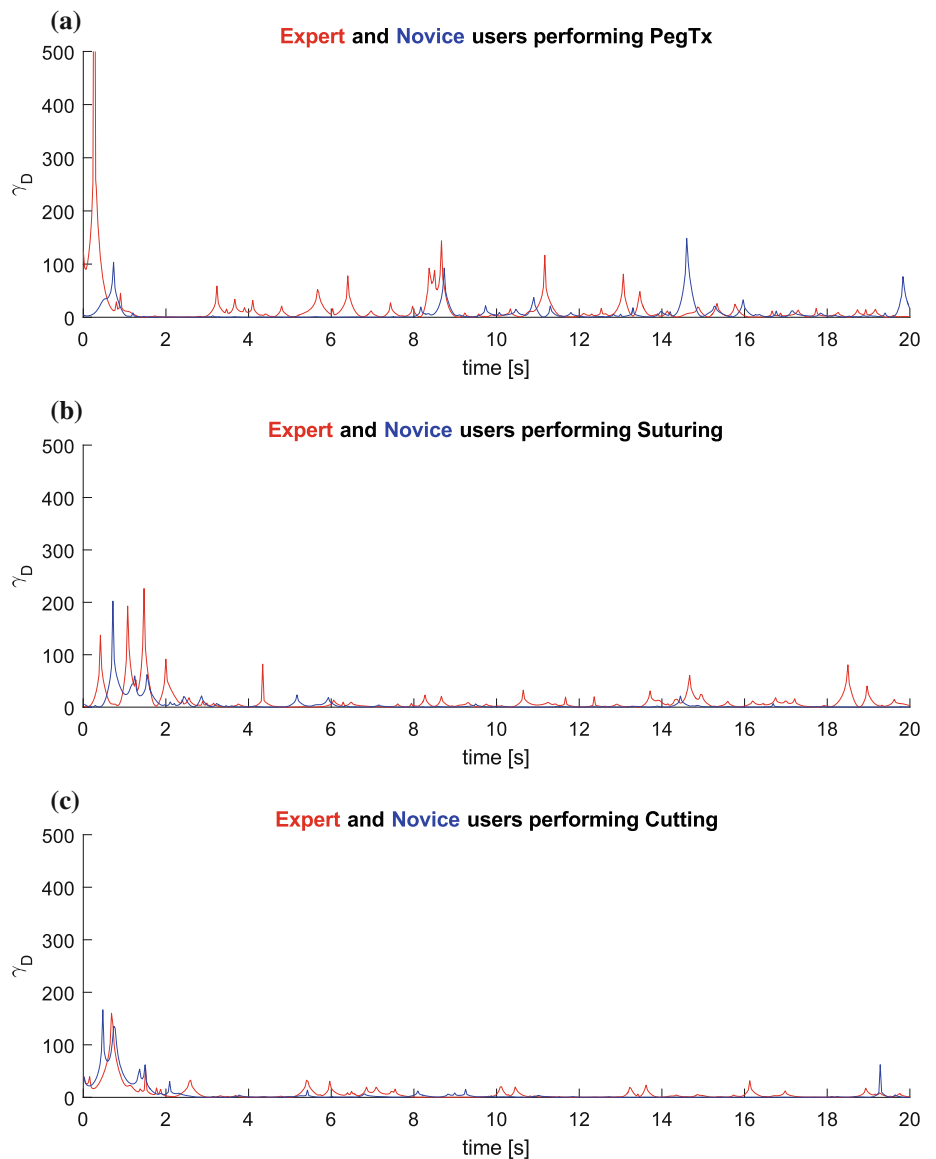 (a)
Expert and Novice users performing PegTx
500
400
300
200
100
0
γD
0 2 4 6 8 10 12 14 16 18 20
time [s]
(b)
Expert and Novice users performing Suturing
500
400
300
200
100
0
γD
0 2 4 6 8 10 12 14 16 18 20
time [s]
(c)
Expert and Novice users performing Cutting
500
400
300
200
100
0
γD
0 2 4 6 8 10 12 14 16 18 20
time [s]